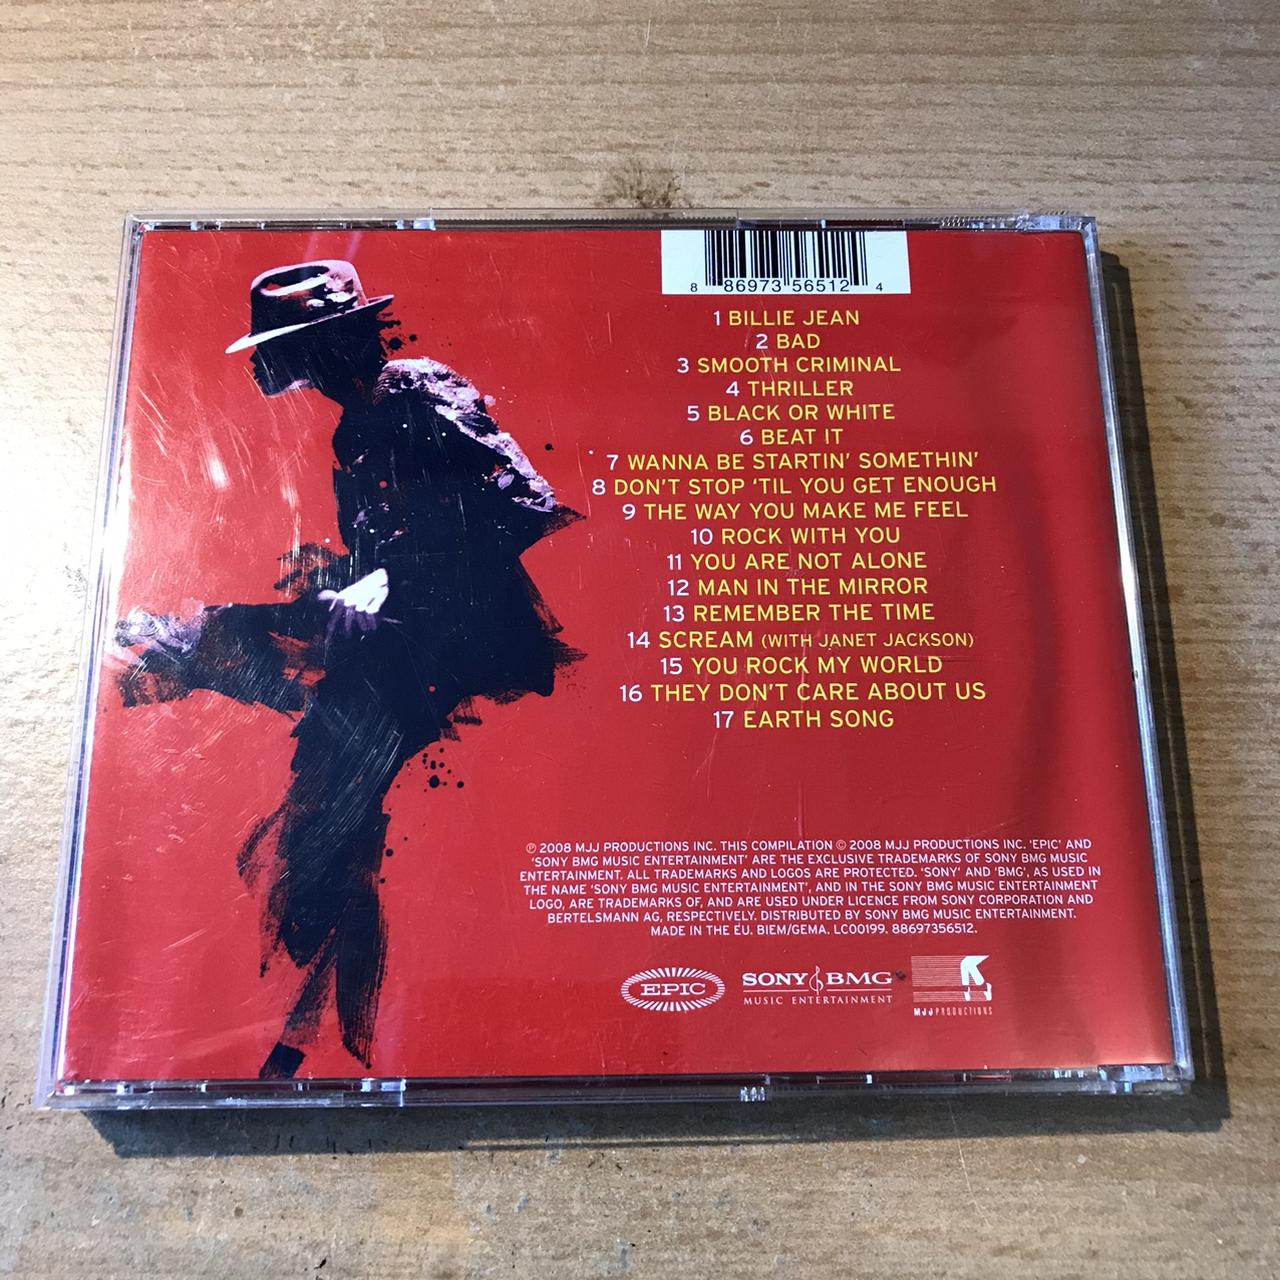 8 86973 56512 4
1 BILLIE JEAN
2 BAD
3 SMOOTH CRIMINAL
4 THRILLER
5 BLACK OR WHITE
6 BEAT IT
7 WANNA BE STARTIN' SOMETHIN'
8 DON'T STOP 'TIL YOU GET ENOUGH
9 THE WAY YOU MAKE ME FEEL
10 ROCK WITH YOU
11 YOU ARE NOT ALONE
12 MAN IN THE MIRROR
13 REMEMBER THE TIME
14 SCREAM (WITH JANET JACKSON)
15 YOU ROCK MY WORLD
16 THEY DON'T CARE ABOUT US
17 EARTH SONG
℗ 2008 MJJ PRODUCTIONS INC. THIS COMPILATION © 2008 MJJ PRODUCTIONS INC. 'EPIC' AND
'SONY BMG MUSIC ENTERTAINMENT' ARE THE EXCLUSIVE TRADEMARKS OF SONY BMG MUSIC
ENTERTAINMENT. ALL TRADEMARKS AND LOGOS ARE PROTECTED. 'SONY' AND 'BMG', AS USED IN
THE NAME 'SONY BMG MUSIC ENTERTAINMENT', AND IN THE SONY BMG MUSIC ENTERTAINMENT
LOGO, ARE TRADEMARKS OF, AND ARE USED UNDER LICENCE FROM SONY CORPORATION AND
BERTELSMANN AG, RESPECTIVELY. DISTRIBUTED BY SONY BMG MUSIC ENTERTAINMENT.
MADE IN THE EU. BIEM/GEMA. LC00199. 88697356512.
EPIC
SONY BMG
MUSIC ENTERTAINMENT
MJJ PRODUCTIONS